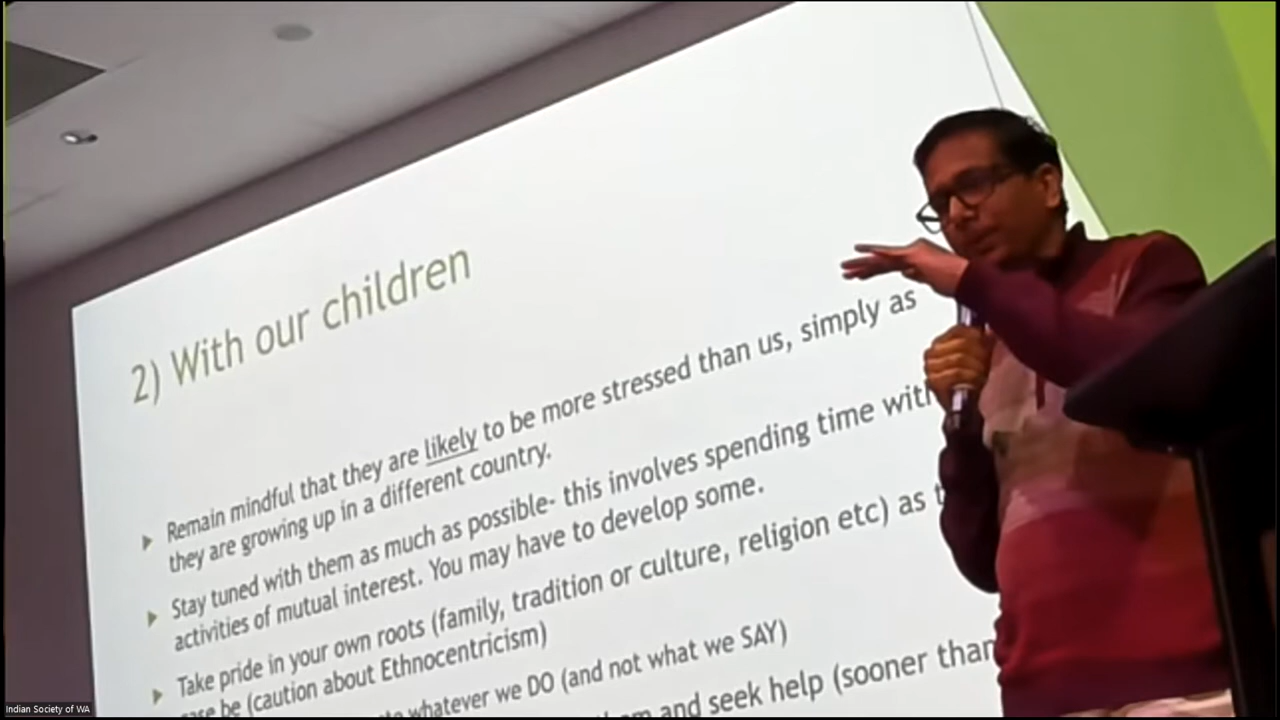 2) With our children
Remain mindful that they are likely to be more stressed than us, simply as
they are growing up in a different country.
Stay tuned with them as much as possible- this involves spending time with
activities of mutual interest. You may have to develop some.
Take pride in your own roots (family, tradition or culture, religion etc) as
be (caution about Ethnocentricism)
whatever we DO (and not what we SAY)
and seek help (sooner than
Indian Society of WA